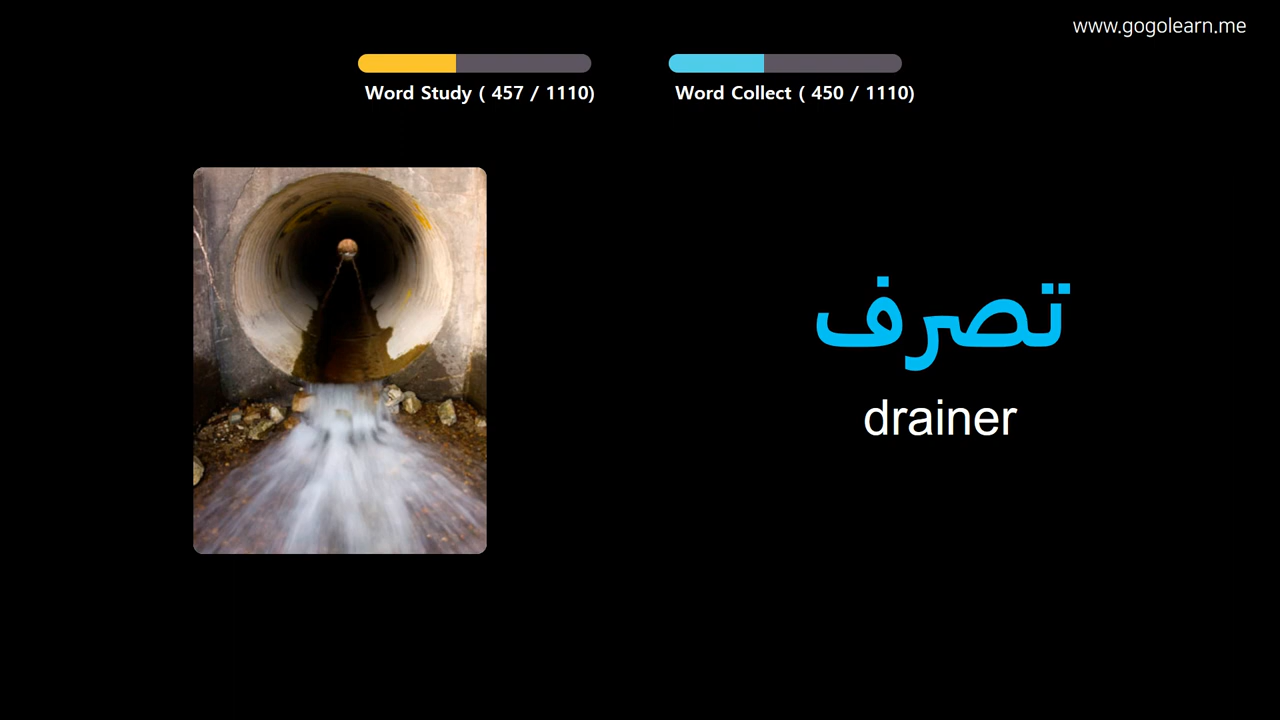 www.gogolearn.me
Word Study ( 457 / 1110)
Word Collect ( 450 / 1110)
تصرف
drainer